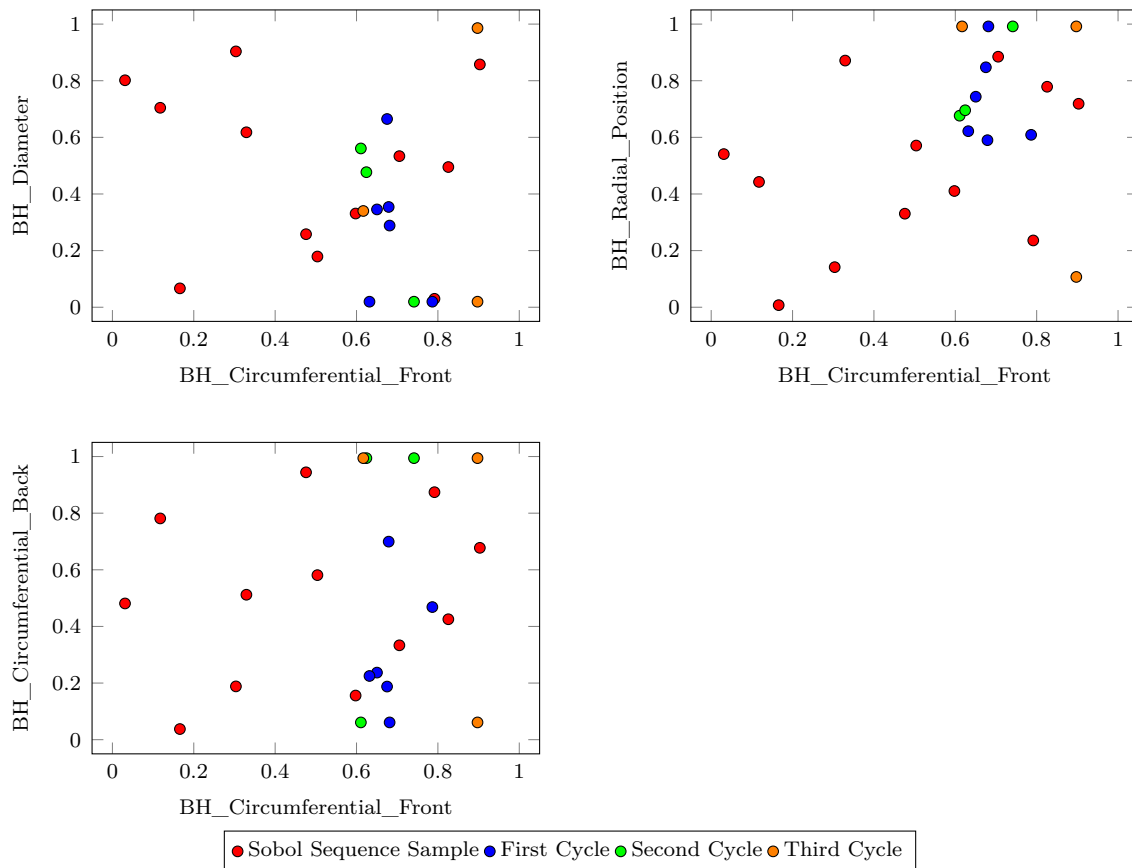 1
0.8
0.6
0.4
0.2
0
BH_Diameter
0 0.2 0.4 0.6 0.8 1
BH_Circumferential_Front
1
0.8
0.6
0.4
0.2
0
BH_Radial_Position
0 0.2 0.4 0.6 0.8 1
BH_Circumferential_Front
1
0.8
0.6
0.4
0.2
0
BH_Circumferential_Back
0 0.2 0.4 0.6 0.8 1
BH_Circumferential_Front
Sobol Sequence Sample First Cycle Second Cycle Third Cycle